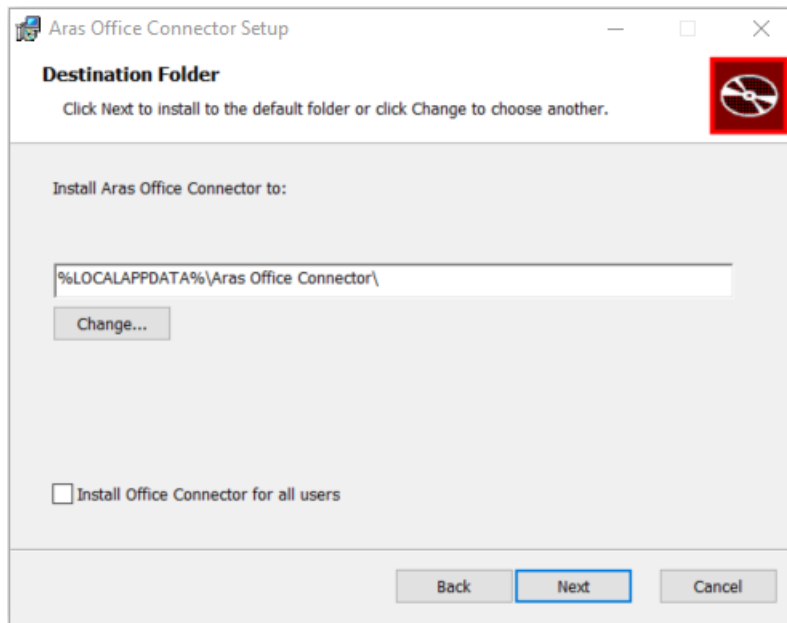 Aras Office Connector Setup
Destination Folder
Click Next to install to the default folder or click Change to choose another.
Install Aras Office Connector to:
%LOCALAPPDATA%\Aras Office Connector\
Change...
Install Office Connector for all users
Back Next Cancel